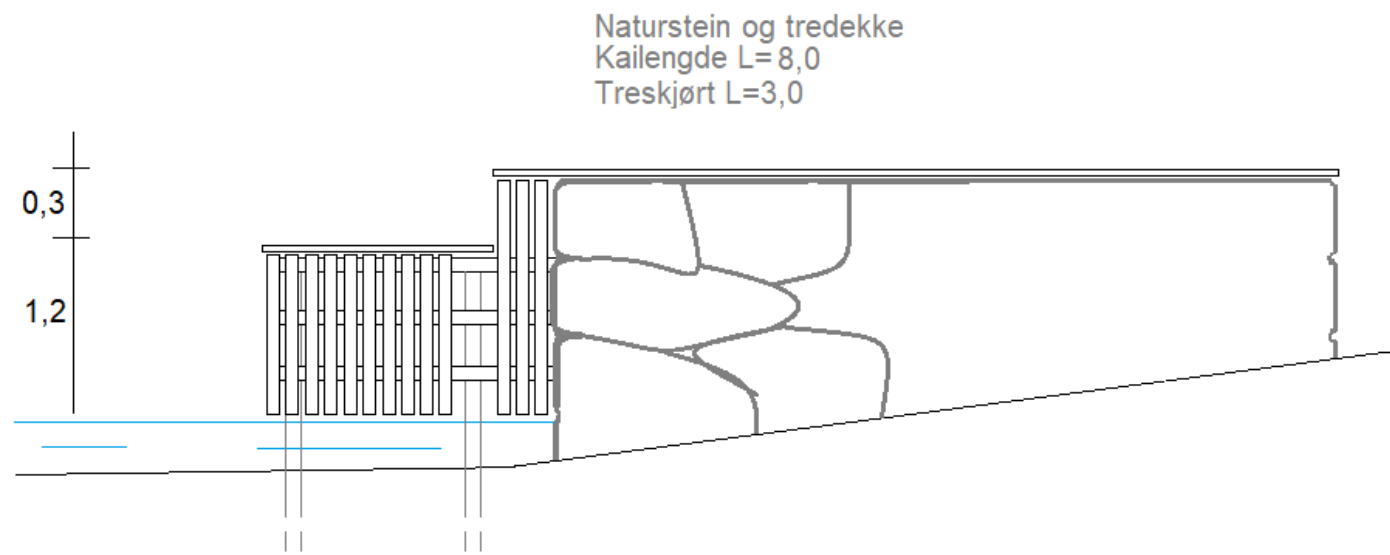 Naturstein og tredekke
Kailengde L= 8,0
Treskjørt L=3,0
0,3
1,2